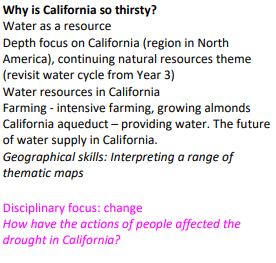 Why is California so thirsty?
Water as a resource
Depth focus on California (region in North
America), continuing natural resources theme
(revisit water cycle from Year 3)
Water resources in California
Farming - intensive farming, growing almonds
California aqueduct – providing water. The future
of water supply in California.
Geographical skills: Interpreting a range of
thematic maps
Disciplinary focus: change
How have the actions of people affected the
drought in California?